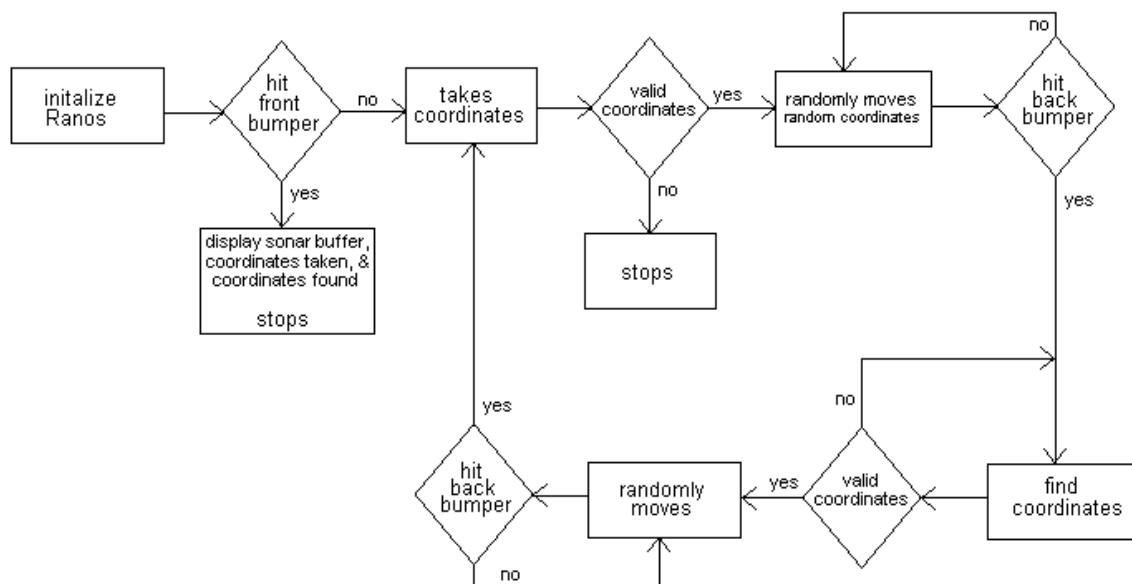 initalize
Ranos
hit
front
bumper
no
yes
display sonar buffer,
coordinates taken, &
coordinates found
stops
takes
coordinates
valid
coordinates
yes
no
stops
randomly moves
random coordinates
no
hit
back
bumper
yes
find
coordinates
valid
coordinates
no
yes
randomly
moves
hit
back
bumper
yes
no